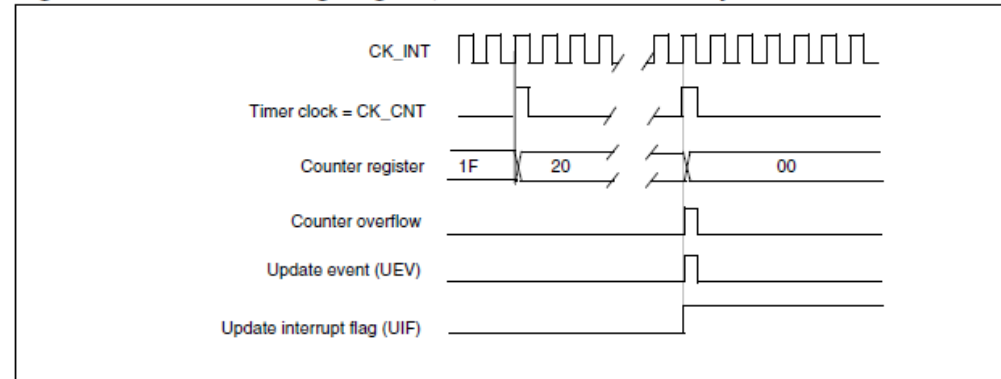 CK_INT
Timer clock = CK_CNT
Counter register 1F 20 00
Counter overflow
Update event (UEV)
Update interrupt flag (UIF)